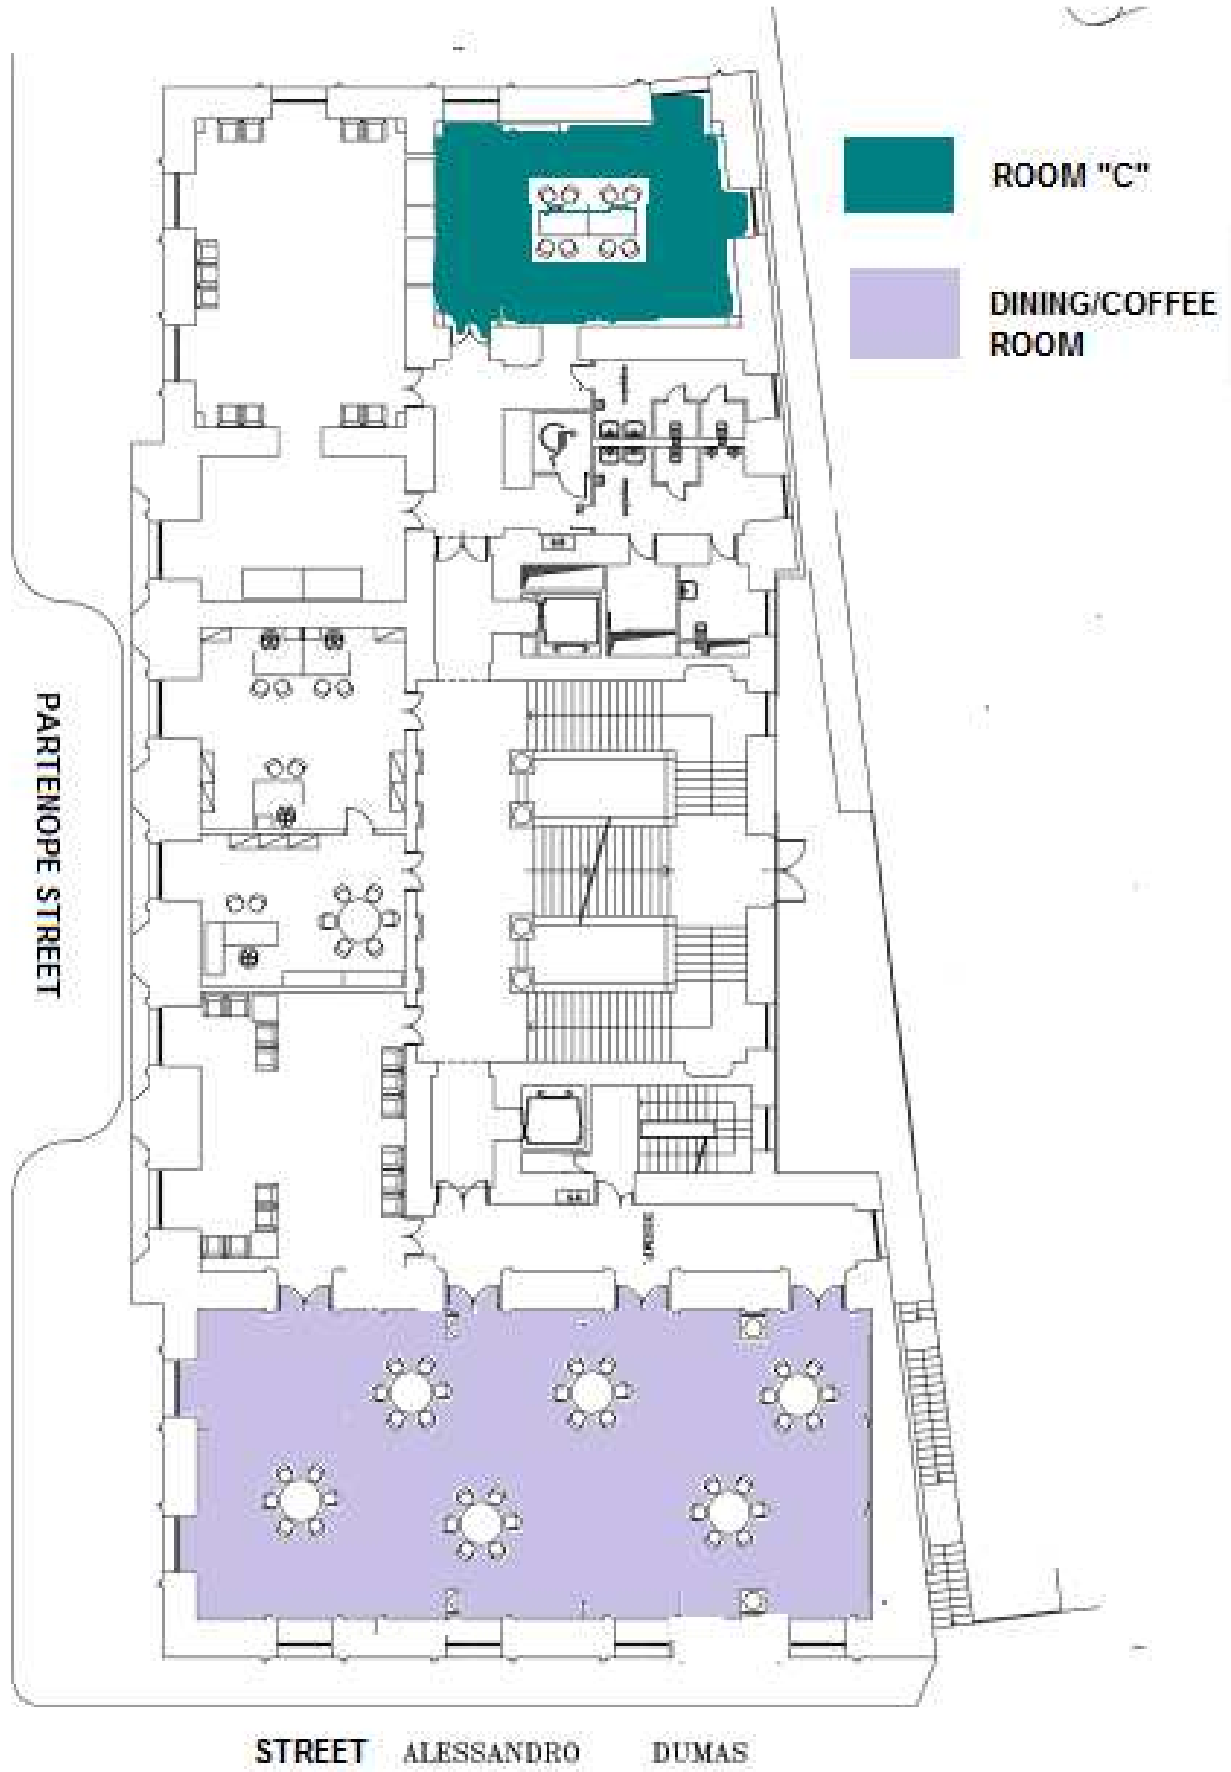 ROOM "C"
DINING/COFFEE
ROOM
PARTENOPE STREET
STREET ALESSANDRO DUMAS